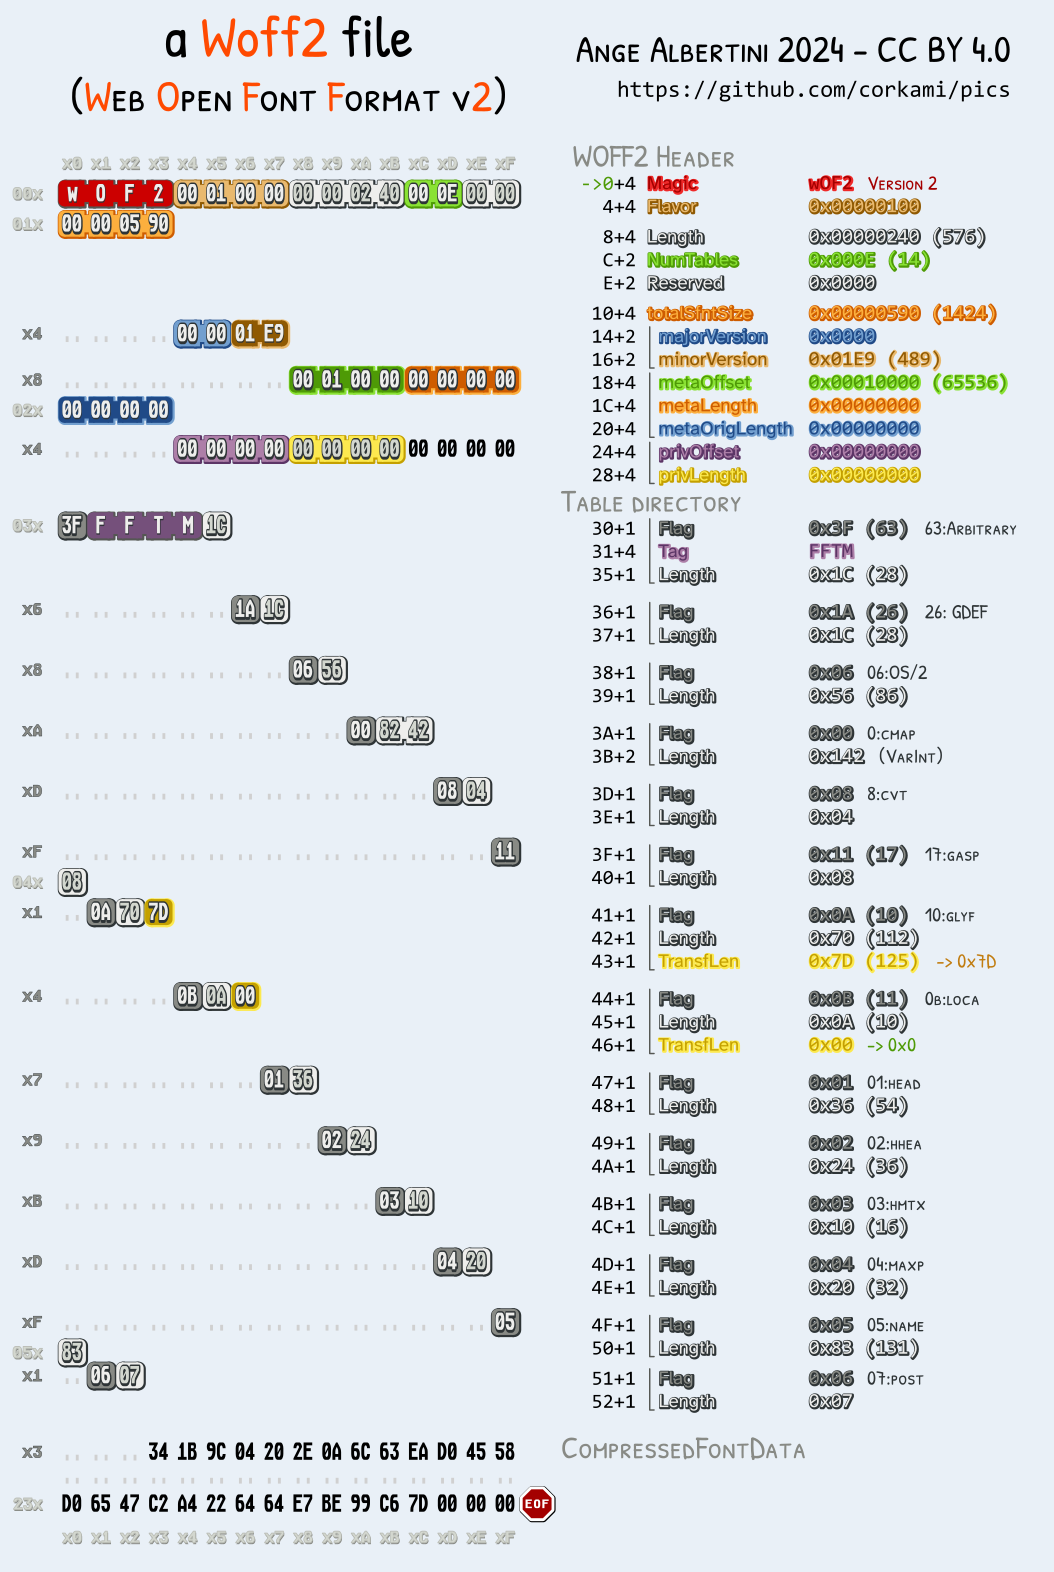 a Woff2 file
(Web Open Font Format v2)
Ange Albertini 2024 - CC BY 4.0
https://github.com/corkami/pics
x0 x1 x2 x3 x4 x5 x6 x7 x8 x9 xA xB xC xD xE xF
00x W O F 2 00 01 00 00 00 00 02 40 00 0E 00 00
01x 00 00 05 90
x4 .. .. .. .. 00 00 01 E9
x8 .. .. .. .. .. .. .. .. 00 01 00 00 00 00 00 00
02x 00 00 00 00
x4 .. .. .. .. 00 00 00 00 00 00 00 00 00 00 00 00
03x 3F F F T M 1C
x6 .. .. .. .. .. .. 1A 1C
x8 .. .. .. .. .. .. .. .. 06 56
xA .. .. .. .. .. .. .. .. .. .. 00 82 42
xD .. .. .. .. .. .. .. .. .. .. .. .. .. 08 04
xF .. .. .. .. .. .. .. .. .. .. .. .. .. .. .. 11
04x 08
x1 .. 0A 70 7D
x4 .. .. .. .. 0B 0A 00
x7 .. .. .. .. .. .. .. 01 36
x9 .. .. .. .. .. .. .. .. .. 02 24
xB .. .. .. .. .. .. .. .. .. .. .. 03 10
xD .. .. .. .. .. .. .. .. .. .. .. .. .. 04 20
xF .. .. .. .. .. .. .. .. .. .. .. .. .. .. .. 05
05x 83
x1 .. 06 07
x3 .. .. .. 34 1B 9C 04 20 2E 0A 6C 63 EA D0 45 58
.. .. .. .. .. .. .. .. .. .. .. .. .. .. .. ..
23x D0 65 47 C2 A4 22 64 64 E7 BE 99 C6 7D 00 00 00 EOF
x0 x1 x2 x3 x4 x5 x6 x7 x8 x9 xA xB xC xD xE xF
WOFF2 Header
->0+4 Magic wOF2 Version 2
4+4 Flavor 0x00000100
8+4 Length 0x00000240 (576)
C+2 NumTables 0x000E (14)
E+2 Reserved 0x0000
10+4 totalSfntSize 0x00000590 (1424)
14+2 majorVersion 0x0000
16+2 minorVersion 0x01E9 (489)
18+4 metaOffset 0x00010000 (65536)
1C+4 metaLength 0x00000000
20+4 metaOrigLength 0x00000000
24+4 privOffset 0x00000000
28+4 privLength 0x00000000
Table directory
30+1 Flag 0x3F (63) 63:Arbitrary
31+4 Tag FFTM
35+1 Length 0x1C (28)
36+1 Flag 0x1A (26) 26: GDEF
37+1 Length 0x1C (28)
38+1 Flag 0x06 06:OS/2
39+1 Length 0x56 (86)
3A+1 Flag 0x00 0:cmap
3B+2 Length 0x142 (VarInt)
3D+1 Flag 0x08 8:cvt
3E+1 Length 0x04
3F+1 Flag 0x11 (17) 17:gasp
40+1 Length 0x08
41+1 Flag 0x0A (10) 10:glyf
42+1 Length 0x70 (112)
43+1 TransfLen 0x7D (125) -> 0x7D
44+1 Flag 0x0B (11) 0b:loca
45+1 Length 0x0A (10)
46+1 TransfLen 0x00 -> 0x0
47+1 Flag 0x01 01:head
48+1 Length 0x36 (54)
49+1 Flag 0x02 02:hhea
4A+1 Length 0x24 (36)
4B+1 Flag 0x03 03:hmtx
4C+1 Length 0x10 (16)
4D+1 Flag 0x04 04:maxp
4E+1 Length 0x20 (32)
4F+1 Flag 0x05 05:name
50+1 Length 0x83 (131)
51+1 Flag 0x06 07:post
52+1 Length 0x07
CompressedFontData